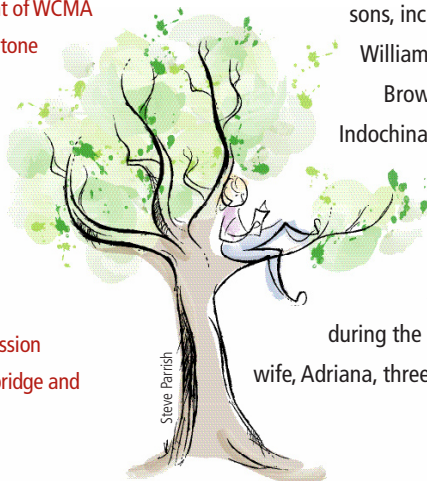 t of WCMA
tone
ssion
bridge and
Steve Parrish
sons, inc
William
Brow
Indochina
during the
wife, Adriana, three